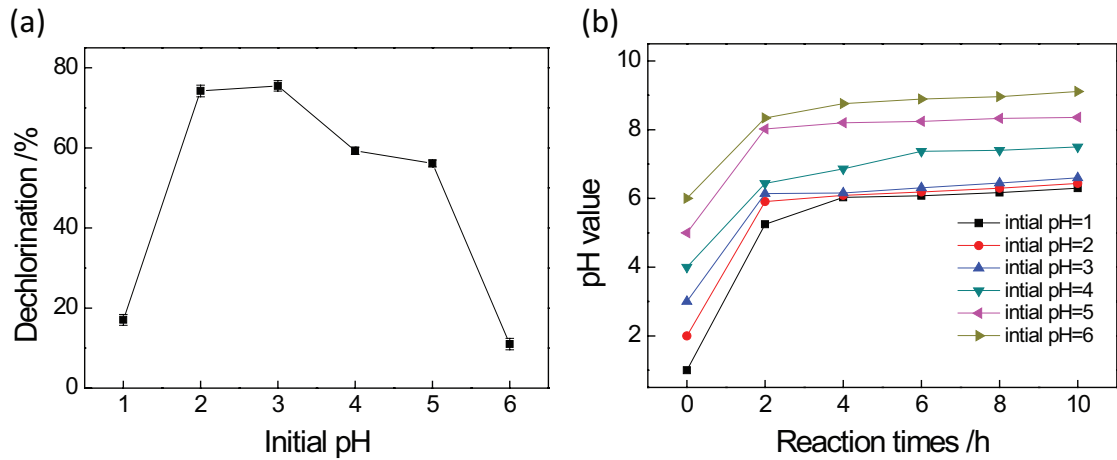 (a)
Dechlorination /%
80
60
40
20
0
1 2 3 4 5 6
Initial pH
(b)
pH value
10
8
6
4
2
intial pH=1
intial pH=2
intial pH=3
intial pH=4
intial pH=5
intial pH=6
0 2 4 6 8 10
Reaction times /h